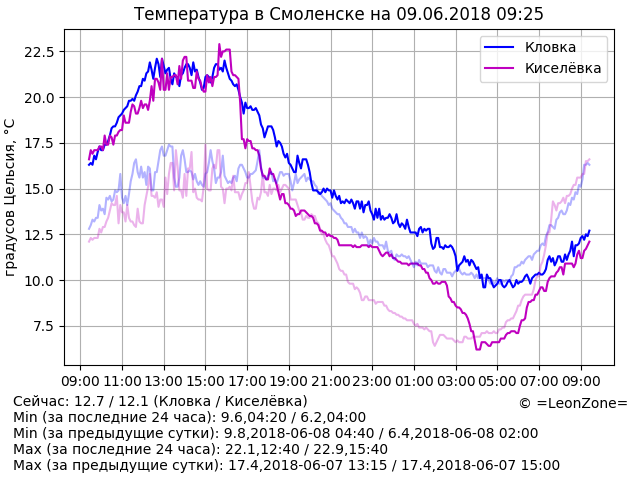 Температура в Смоленске на 09.06.2018 09:25
Кловка
Киселёвка
градусов Цельсия, °C
22.5
20.0
17.5
15.0
12.5
10.0
7.5
09:00 11:00 13:00 15:00 17:00 19:00 21:00 23:00 01:00 03:00 05:00 07:00 09:00
Сейчас: 12.7 / 12.1 (Кловка / Киселёвка)
© =LeonZone=
Min (за последние 24 часа): 9.6,04:20 / 6.2,04:00
Min (за предыдущие сутки): 9.8,2018-06-08 04:40 / 6.4,2018-06-08 02:00
Max (за последние 24 часа): 22.1,12:40 / 22.9,15:40
Max (за предыдущие сутки): 17.4,2018-06-07 13:15 / 17.4,2018-06-07 15:00